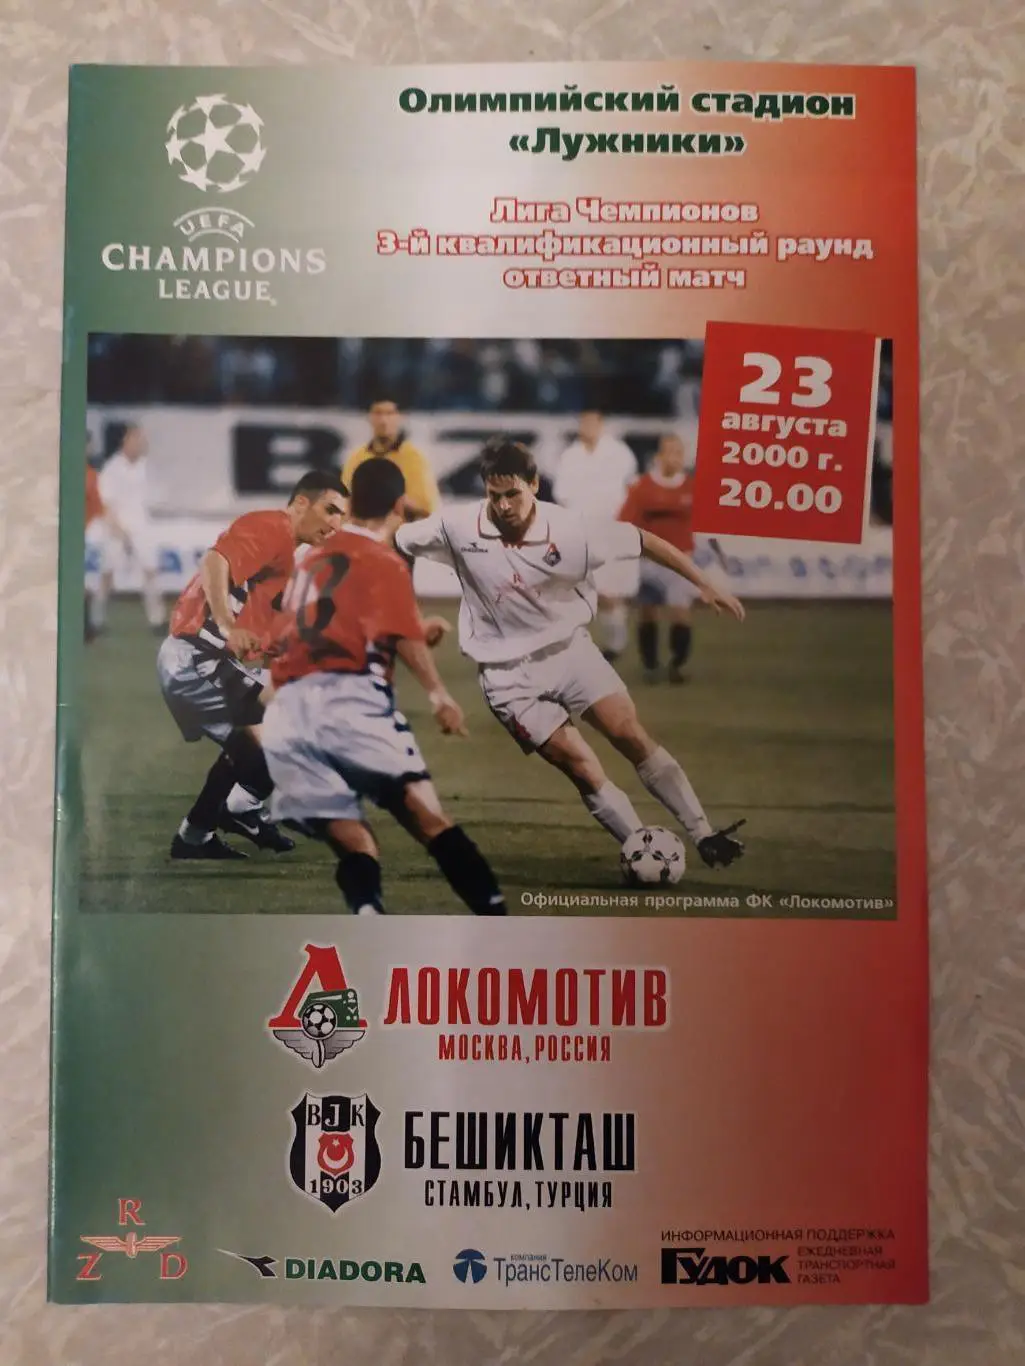 Олимпийский стадион
«Лужники»
UEFA
CHAMPIONS
LEAGUE
Лига Чемпионов
3-й квалификационный раунд
ответный матч
23
августа
2000 г.
20.00
DIADORA
Официальная программа ФК «Локомотив»
ЛОКОМОТИВ
МОСКВА, РОССИЯ
BJK
1903
БЕШИКТАШ
СТАМБУЛ, ТУРЦИЯ
R
Z D
DIADORA
компания
ТрансТелеКом
ИНФОРМАЦИОННАЯ ПОДДЕРЖКА
ГУДОК
ЕЖЕДНЕВНАЯ
ТРАНСПОРТНАЯ
ГАЗЕТА